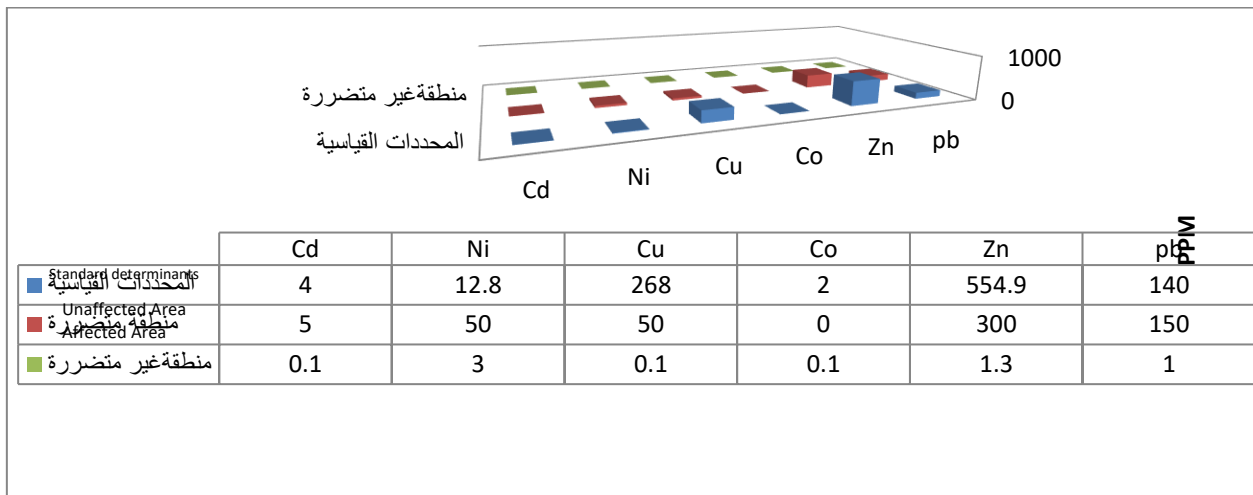 1000
0
منطقةغير متضررة
المحددات القياسية
Cd Ni Cu Co Zn pb
PPM
Cd Ni Cu Co Zn pb
Standard determinants
المحددات القياسية 4 12.8 268 2 554.9 140
Unaffected Area
منطقة متضررة 5 50 50 0 300 150
Affected Area
منطقةغير متضررة 0.1 3 0.1 0.1 1.3 1